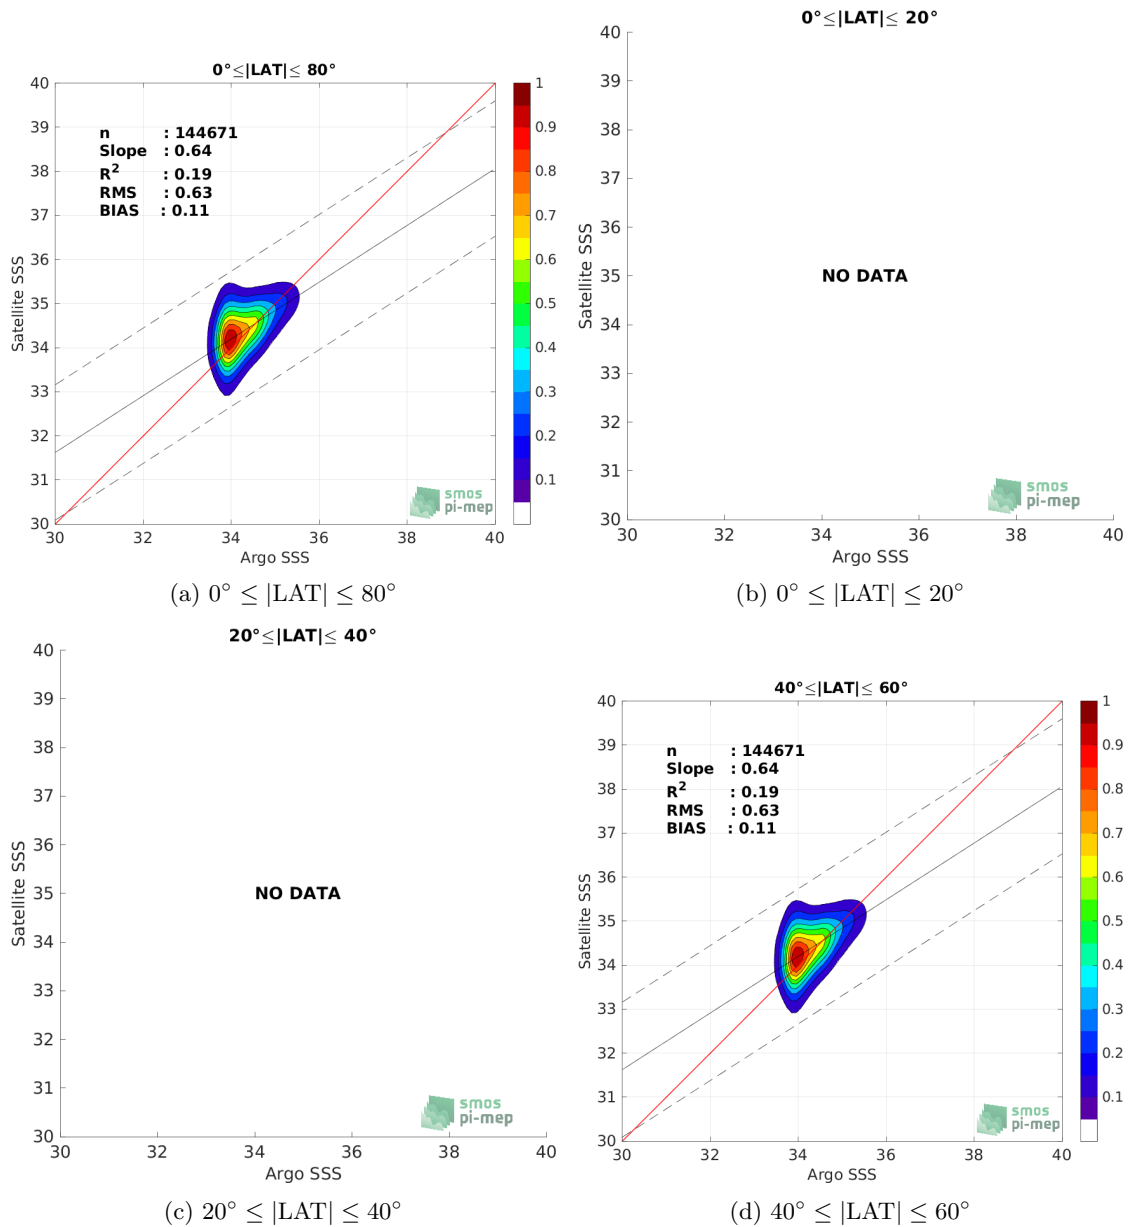 0°≤|LAT|≤ 80°
40
39
38
37
36
35
34
33
32
31
30
Satellite SSS
n : 144671
Slope : 0.64
R² : 0.19
RMS : 0.63
BIAS : 0.11
smos
pi-mep
30 32 34 36 38 40
Argo SSS
1
0.9
0.8
0.7
0.6
0.5
0.4
0.3
0.2
0.1
(a) 0° ≤ |LAT| ≤ 80°
0°≤|LAT|≤ 20°
40
39
38
37
36
35
34
33
32
31
30
Satellite SSS
NO DATA
smos
pi-mep
30 32 34 36 38 40
Argo SSS
(b) 0° ≤ |LAT| ≤ 20°
20°≤|LAT|≤ 40°
40
39
38
37
36
35
34
33
32
31
30
Satellite SSS
NO DATA
smos
pi-mep
30 32 34 36 38 40
Argo SSS
(c) 20° ≤ |LAT| ≤ 40°
40°≤|LAT|≤ 60°
40
39
38
37
36
35
34
33
32
31
30
Satellite SSS
n : 144671
Slope : 0.64
R² : 0.19
RMS : 0.63
BIAS : 0.11
smos
pi-mep
30 32 34 36 38 40
Argo SSS
1
0.9
0.8
0.7
0.6
0.5
0.4
0.3
0.2
0.1
(d) 40° ≤ |LAT| ≤ 60°